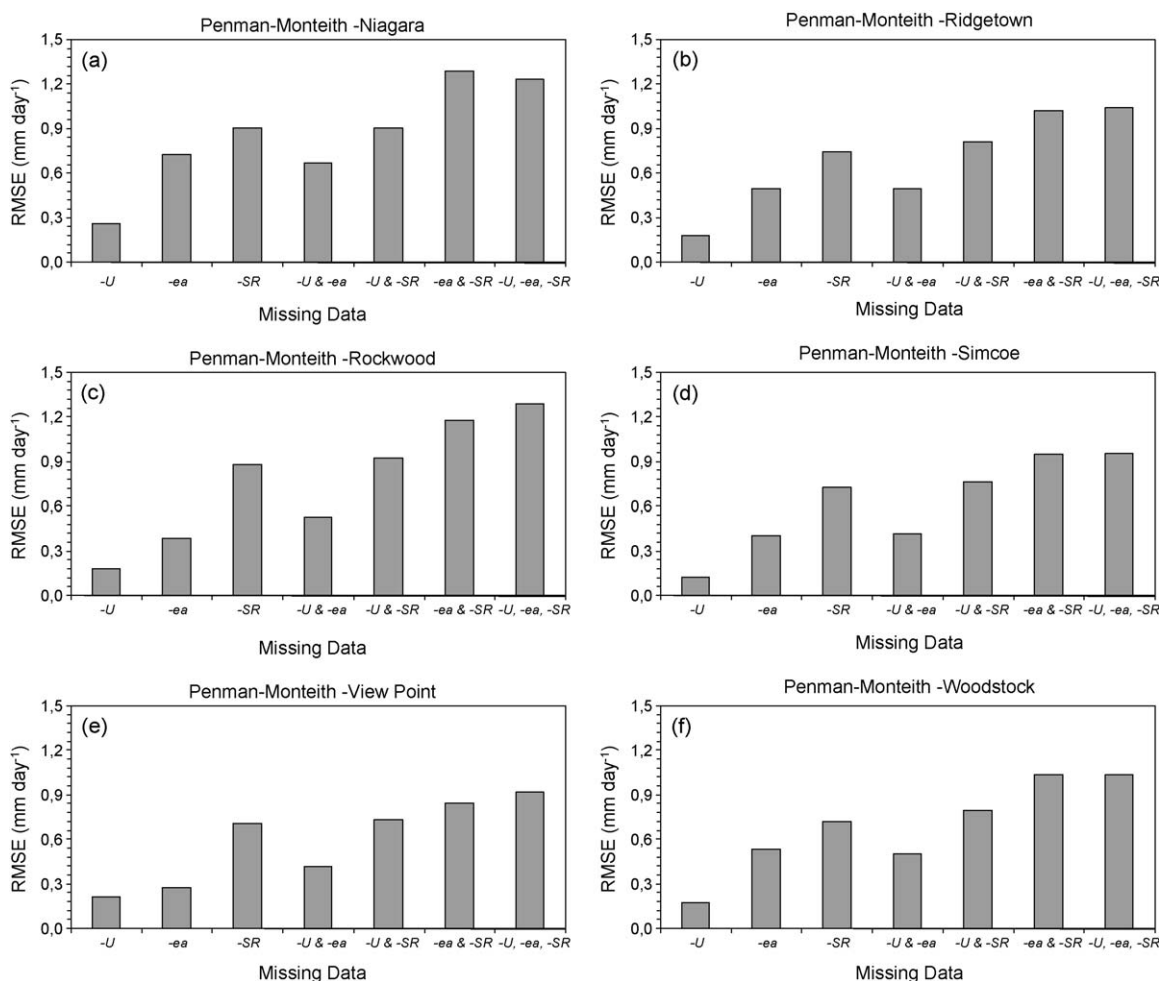 Penman-Monteith -Niagara
(a)
RMSE (mm day-1)
1,5
1,2
0,9
0,6
0,3
0,0
-U -ea -SR -U & -ea -U & -SR -ea & -SR -U, -ea, -SR
Missing Data
Penman-Monteith -Ridgetown
(b)
RMSE (mm day-1)
1,5
1,2
0,9
0,6
0,3
0,0
-U -ea -SR -U & -ea -U & -SR -ea & -SR -U, -ea, -SR
Missing Data
Penman-Monteith -Rockwood
(c)
RMSE (mm day-1)
1,5
1,2
0,9
0,6
0,3
0,0
-U -ea -SR -U & -ea -U & -SR -ea & -SR -U, -ea, -SR
Missing Data
Penman-Monteith -Simcoe
(d)
RMSE (mm day-1)
1,5
1,2
0,9
0,6
0,3
0,0
-U -ea -SR -U & -ea -U & -SR -ea & -SR -U, -ea, -SR
Missing Data
Penman-Monteith -View Point
(e)
RMSE (mm day-1)
1,5
1,2
0,9
0,6
0,3
0,0
-U -ea -SR -U & -ea -U & -SR -ea & -SR -U, -ea, -SR
Missing Data
Penman-Monteith -Woodstock
(f)
RMSE (mm day-1)
1,5
1,2
0,9
0,6
0,3
0,0
-U -ea -SR -U & -ea -U & -SR -ea & -SR -U, -ea, -SR
Missing Data